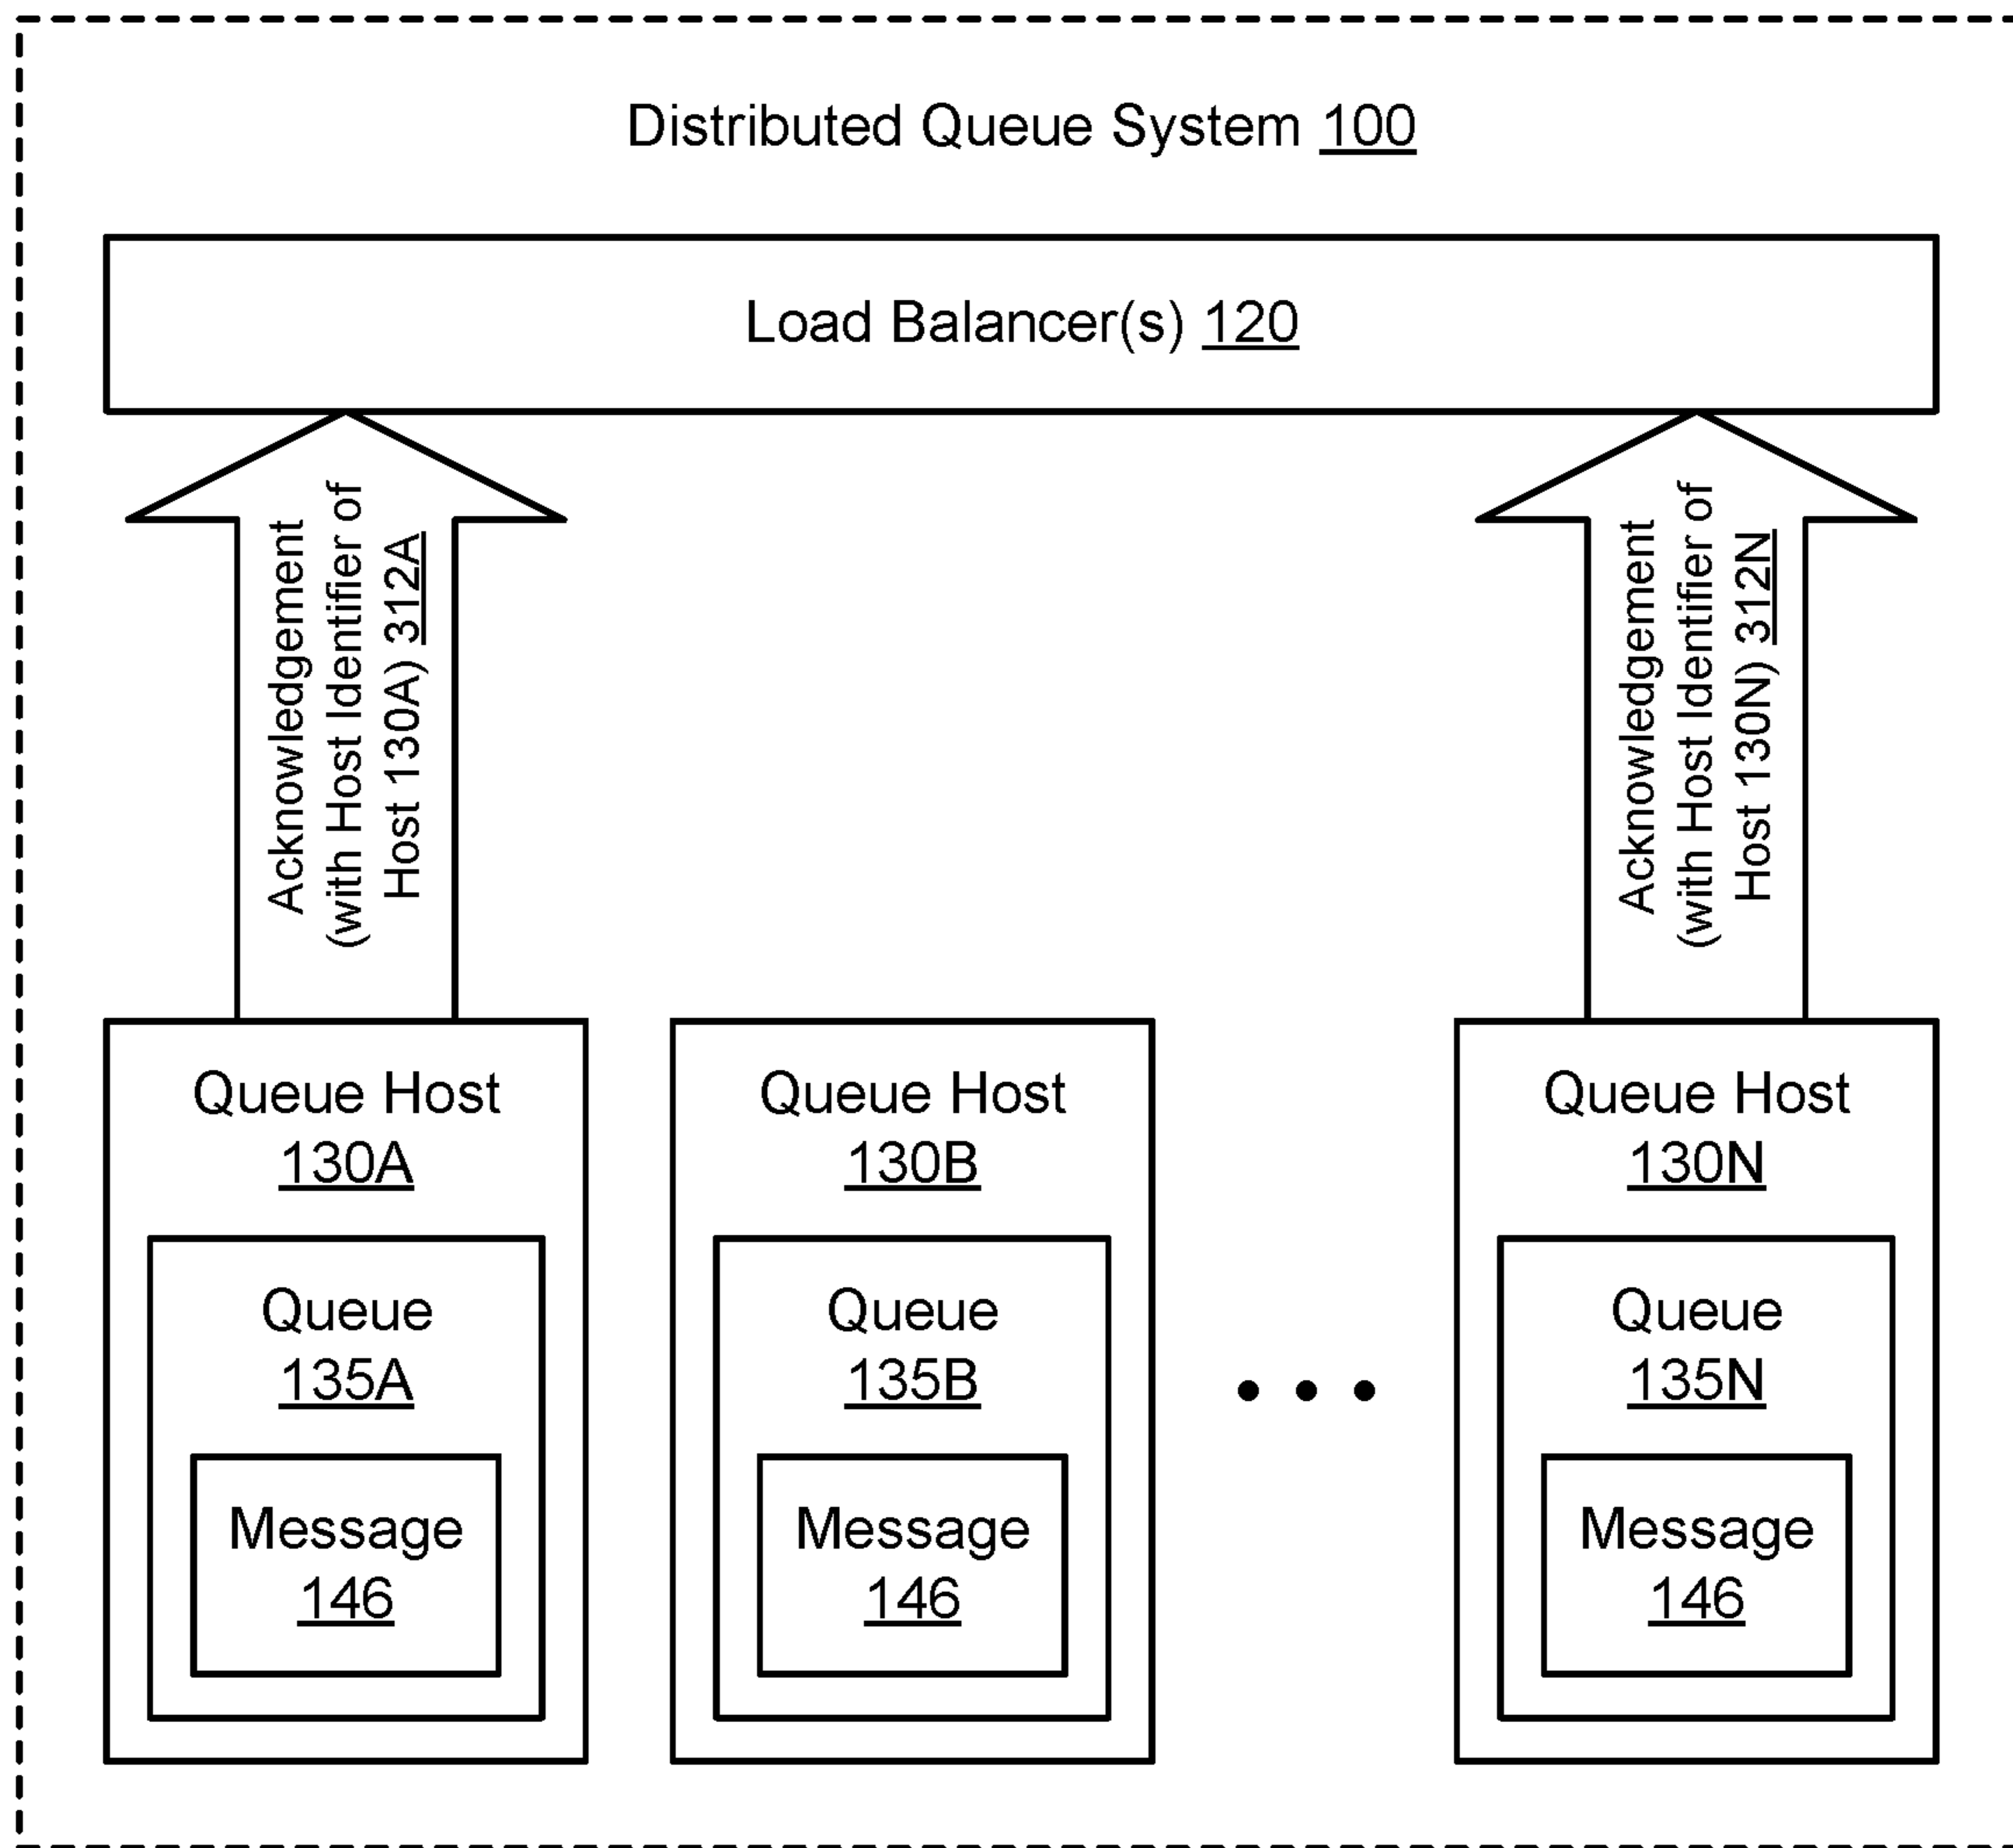 Distributed Queue System 100
Load Balancer(s) 120
Acknowledgement
(with Host Identifier of
Host 130A) 312A
Acknowledgement
(with Host Identifier of
Host 130N) 312N
Queue Host
130A
Queue
135A
Message
146
Queue Host
130B
Queue
135B
Message
146
Queue Host
130N
Queue
135N
Message
146